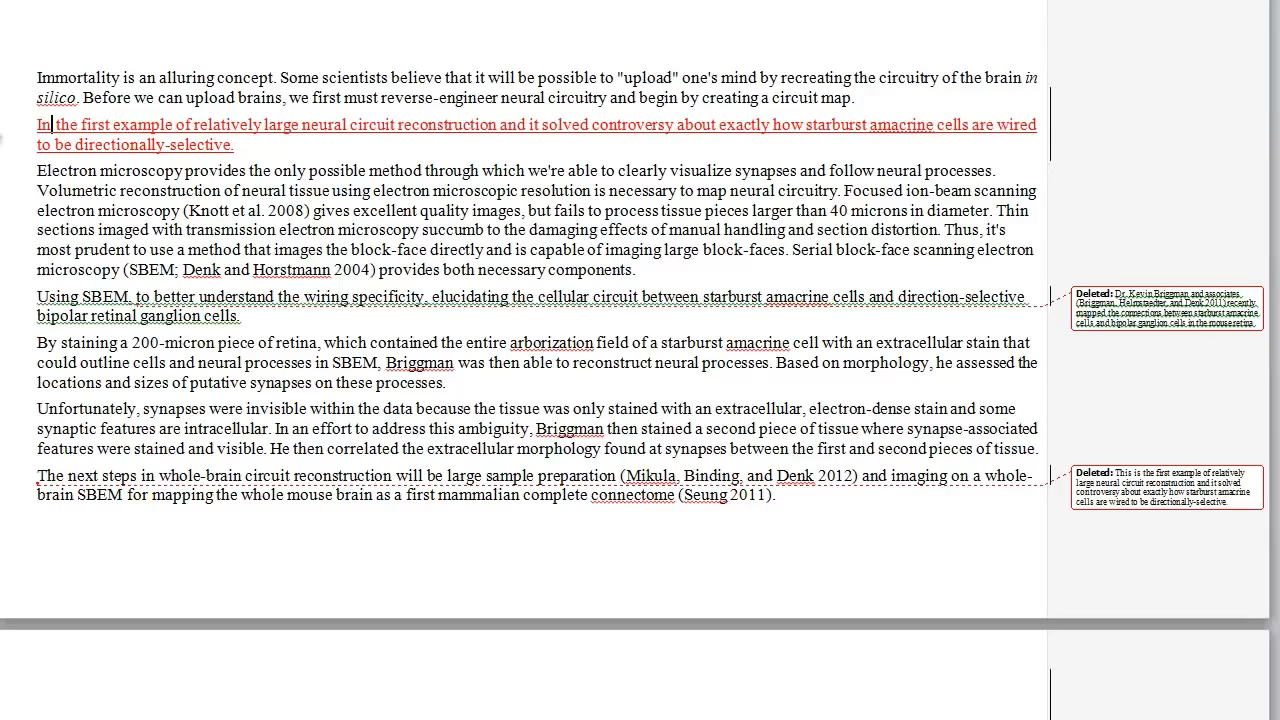 Immortality is an alluring concept. Some scientists believe that it will be possible to "upload" one's mind by recreating the circuitry of the brain in
silico. Before we can upload brains, we first must reverse-engineer neural circuitry and begin by creating a circuit map.
In the first example of relatively large neural circuit reconstruction and it solved controversy about exactly how starburst amacrine cells are wired
to be directionally-selective.
Electron microscopy provides the only possible method through which we're able to clearly visualize synapses and follow neural processes.
Volumetric reconstruction of neural tissue using electron microscopic resolution is necessary to map neural circuitry. Focused ion-beam scanning
electron microscopy (Knott et al. 2008) gives excellent quality images, but fails to process tissue pieces larger than 40 microns in diameter. Thin
sections imaged with transmission electron microscopy succumb to the damaging effects of manual handling and section distortion. Thus, it's
most prudent to use a method that images the block-face directly and is capable of imaging large block-faces. Serial block-face scanning electron
microscopy (SBEM; Denk and Horstmann 2004) provides both necessary components.
Using SBEM, to better understand the wiring specificity, elucidating the cellular circuit between starburst amacrine cells and direction-selective
bipolar retinal ganglion cells.
By staining a 200-micron piece of retina, which contained the entire arborization field of a starburst amacrine cell with an extracellular stain that
could outline cells and neural processes in SBEM, Briggman was then able to reconstruct neural processes. Based on morphology, he assessed the
locations and sizes of putative synapses on these processes.
Unfortunately, synapses were invisible within the data because the tissue was only stained with an extracellular, electron-dense stain and some
synaptic features are intracellular. In an effort to address this ambiguity, Briggman then stained a second piece of tissue where synapse-associated
features were stained and visible. He then correlated the extracellular morphology found at synapses between the first and second pieces of tissue.
The next steps in whole-brain circuit reconstruction will be large sample preparation (Mikula, Binding, and Denk 2012) and imaging on a whole-
brain SBEM for mapping the whole mouse brain as a first mammalian complete connectome (Seung 2011).
Deleted: Dr. Kevin Briggman and associates
(Briggman, Helmstaedter, and Denk 2011) recently
mapped the connections between starburst amacrine
cells and bipolar ganglion cells in the mouse retina.
Deleted: This is the first example of relatively
large neural circuit reconstruction and it solved
controversy about exactly how starburst amacrine
cells are wired to be directionally-selective.